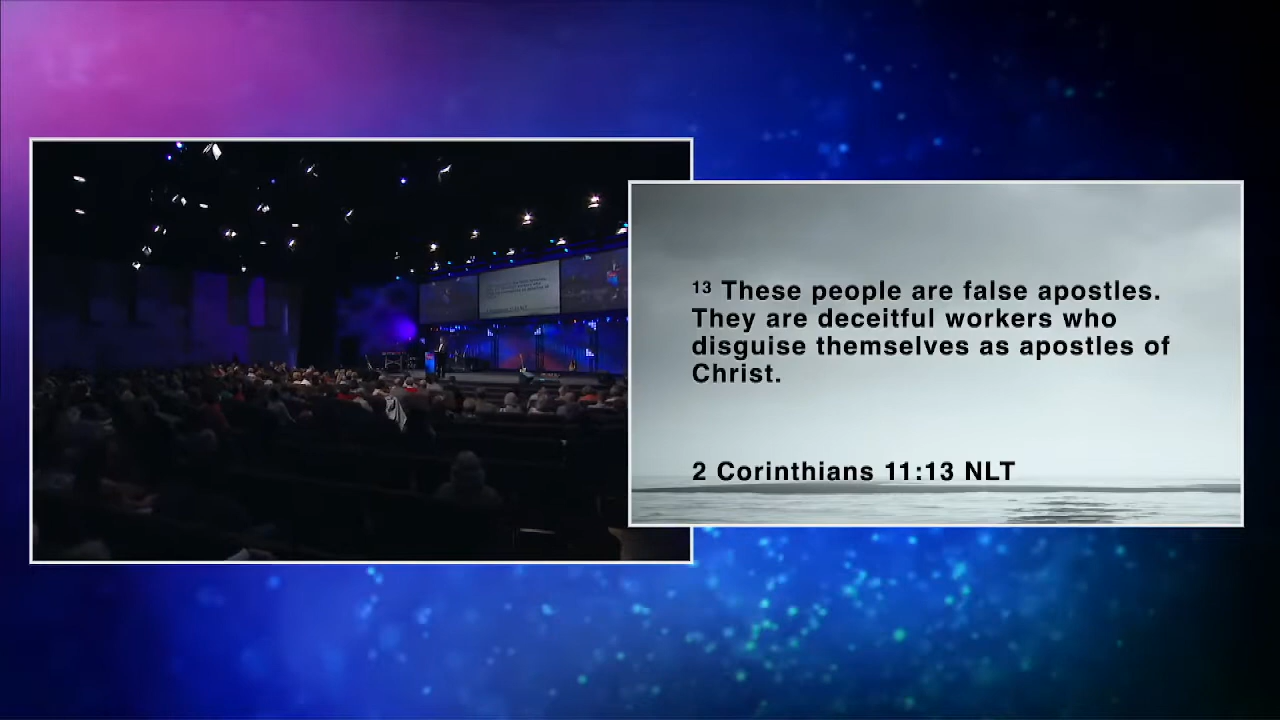 13 These people are false apostles.
They are deceitful workers who
disguise themselves as apostles of
Christ.
2 Corinthians 11:13 NLT